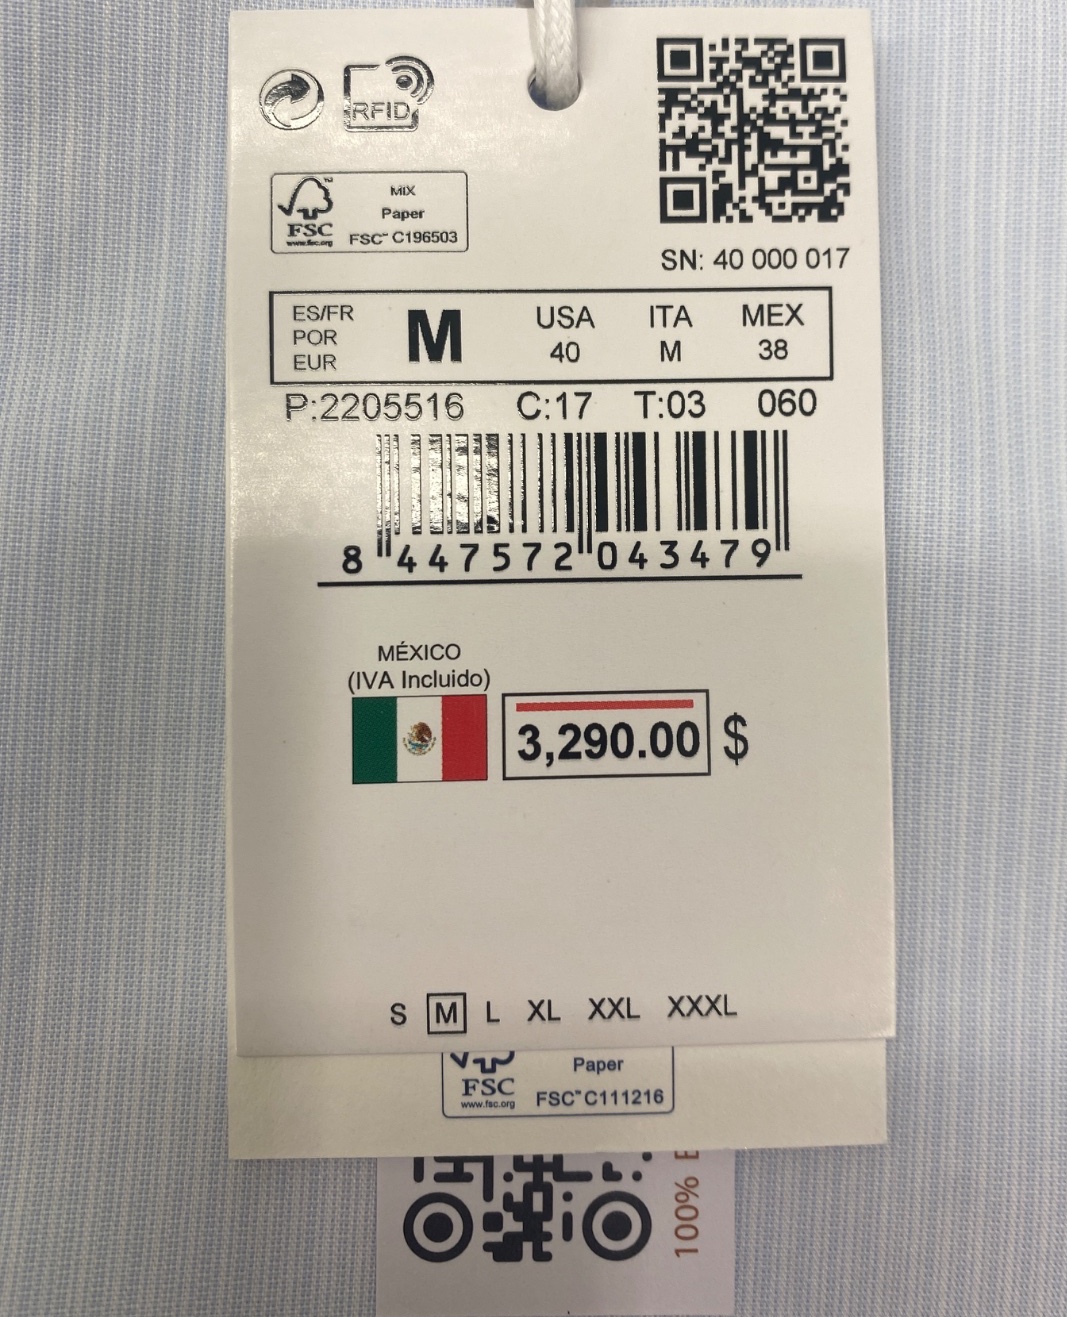 RFID
MIX
Paper
FSC™ C196503
FSC
www.fsc.org
SN: 40 000 017
ES/FR
POR
EUR
M
USA
40
ITA
M
MEX
38
P:2205516 C:17 T:03 060
8 447572 043479
MÉXICO
(IVA Incluido)
3,290.00 $
S M L XL XXL XXXL
Paper
FSC
www.fsc.org
FSC™ C111216
100%